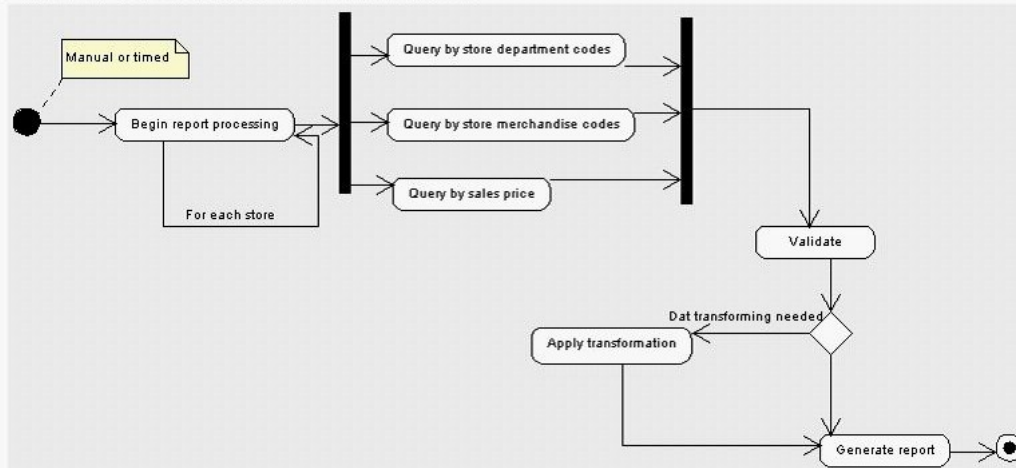 Manual or timed
Begin report processing
For each store
Query by store department codes
Query by store merchandise codes
Query by sales price
Validate
Dat transforming needed
Apply transformation
Generate report